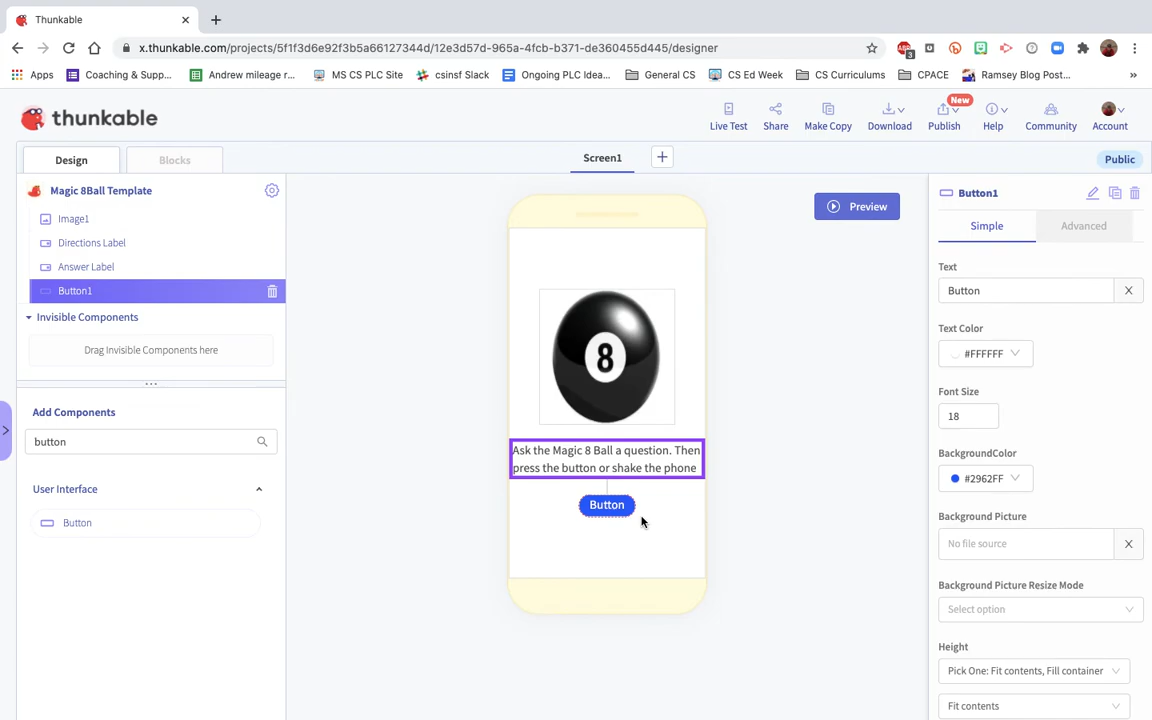 Thunkable
x.thunkable.com/projects/5f1f3d6e92f3b5a66127344d/12e3d57d-965a-4fcb-b371-de360455d445/designer
3
Apps
Coaching & Supp...
Andrew mileage r...
MS CS PLC Site
csinsf Slack
Ongoing PLC Idea...
General CS
CS Ed Week
CS Curriculums
CPACE
Ramsey Blog Post...
»
thunkable
Live Test
Share
Make Copy
Download
New
Publish
Help
Community
Account
Design
Blocks
Screen1
Public
Magic 8Ball Template
Image1
Directions Label
Answer Label
Button1
Invisible Components
Drag Invisible Components here
Add Components
button
User Interface
Button
Preview
8
Ask the Magic 8 Ball a question. Then
press the button or shake the phone
Button
Button1
Simple
Advanced
Text
Button
X
Text Color
#FFFFFF
Font Size
18
BackgroundColor
#2962FF
Background Picture
No file source
X
Background Picture Resize Mode
Select option
Height
Pick One: Fit contents, Fill container
Fit contents